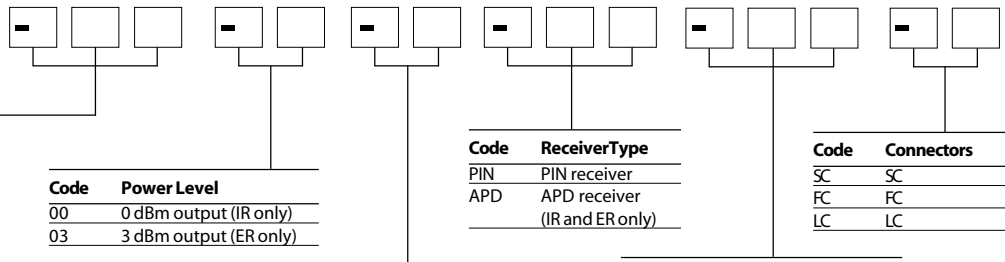 - - - - - -
Code Power Level
00 0 dBm output (IR only)
03 3 dBm output (ER only)
Code ReceiverType
PIN PIN receiver
APD APD receiver
(IR and ER only)
Code Connectors
SC SC
FC FC
LC LC